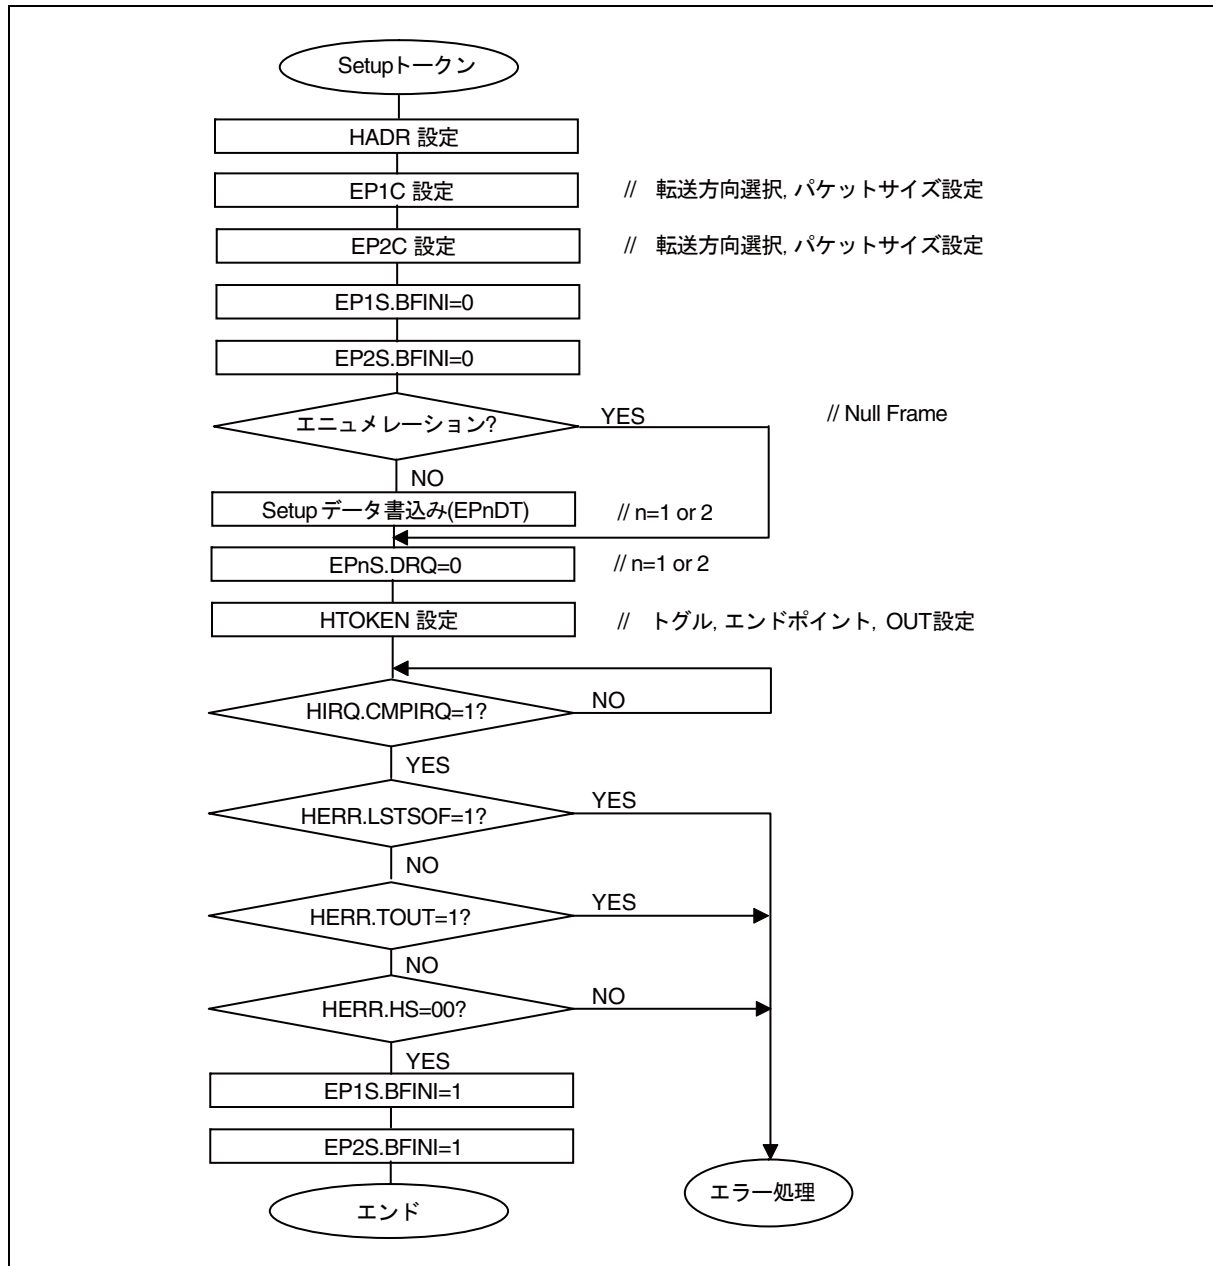 Setupトークン
HADR 設定
EP1C 設定 // 転送方向選択, パケットサイズ設定
EP2C 設定 // 転送方向選択, パケットサイズ設定
EP1S.BFINI=0
EP2S.BFINI=0
エニュメレーション? YES // Null Frame
NO
Setup データ書込み(EPnDT) // n=1 or 2
EPnS.DRQ=0 // n=1 or 2
HTOKEN 設定 // トグル, エンドポイント, OUT設定
HIRQ.CMPIRQ=1? NO
YES
HERR.LSTSOF=1? YES
NO
HERR.TOUT=1? YES
NO
HERR.HS=00? NO
YES
EP1S.BFINI=1
EP2S.BFINI=1
エンド エラー処理